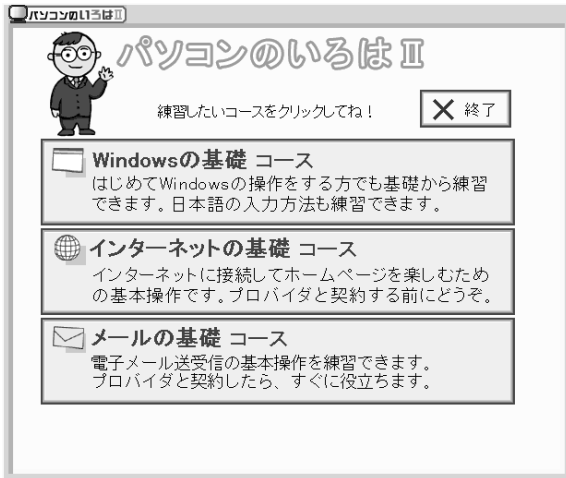 パソコンのいろはⅡ
パソコンのいろはⅡ
練習したいコースをクリックしてね！
終了
Windowsの基礎 コース
はじめてWindowsの操作をする方でも基礎から練習
できます。日本語の入力方法も練習できます。
インターネットの基礎 コース
インターネットに接続してホームページを楽しむため
の基本操作です。プロバイダと契約する前にどうぞ。
メールの基礎 コース
電子メール送受信の基本操作を練習できます。
プロバイダと契約したら、すぐに役立ちます。